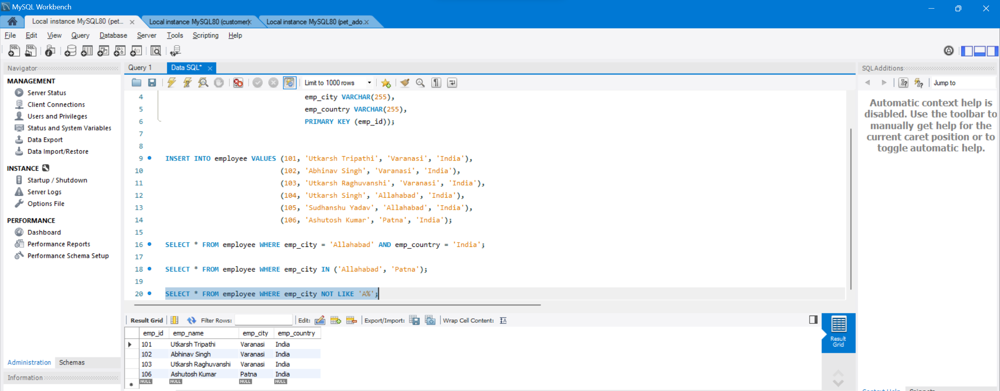 MySQL Workbench
Local instance MySQL80 (pet...
Local instance MySQL80 (customer)
Local instance MySQL80 (pet_ado...
File Edit View Query Database Server Tools Scripting Help
Navigator
MANAGEMENT
Server Status
Client Connections
Users and Privileges
Status and System Variables
Data Export
Data Import/Restore
INSTANCE
Startup / Shutdown
Server Logs
Options File
PERFORMANCE
Dashboard
Performance Reports
Performance Schema Setup
Administration Schemas
Information
Query 1 Data SQL*
Limit to 1000 rows
4 emp_city VARCHAR(255),
5 emp_country VARCHAR(255),
6 PRIMARY KEY (emp_id));
7
8
9 INSERT INTO employee VALUES (101, 'Utkarsh Tripathi', 'Varanasi', 'India'),
10 (102, 'Abhinav Singh', 'Varanasi', 'India'),
11 (103, 'Utkarsh Raghuvanshi', 'Varanasi', 'India'),
12 (104, 'Utkarsh Singh', 'Allahabad', 'India'),
13 (105, 'Sudhanshu Yadav', 'Allahabad', 'India'),
14 (106, 'Ashutosh Kumar', 'Patna', 'India');
15
16 SELECT * FROM employee WHERE emp_city = 'Allahabad' AND emp_country = 'India';
17
18 SELECT * FROM employee WHERE emp_city IN ('Allahabad', 'Patna');
19
20 SELECT * FROM employee WHERE emp_city NOT LIKE 'A%';
Result Grid Filter Rows: Edit: Export/Import: Wrap Cell Content:
emp_id emp_name emp_city emp_country
101 Utkarsh Tripathi Varanasi India
102 Abhinav Singh Varanasi India
103 Utkarsh Raghuvanshi Varanasi India
106 Ashutosh Kumar Patna India
NULL NULL NULL NULL
Result
Grid
SQLAdditions
Jump to
Automatic context help is
disabled. Use the toolbar to
manually get help for the
current caret position or to
toggle automatic help.